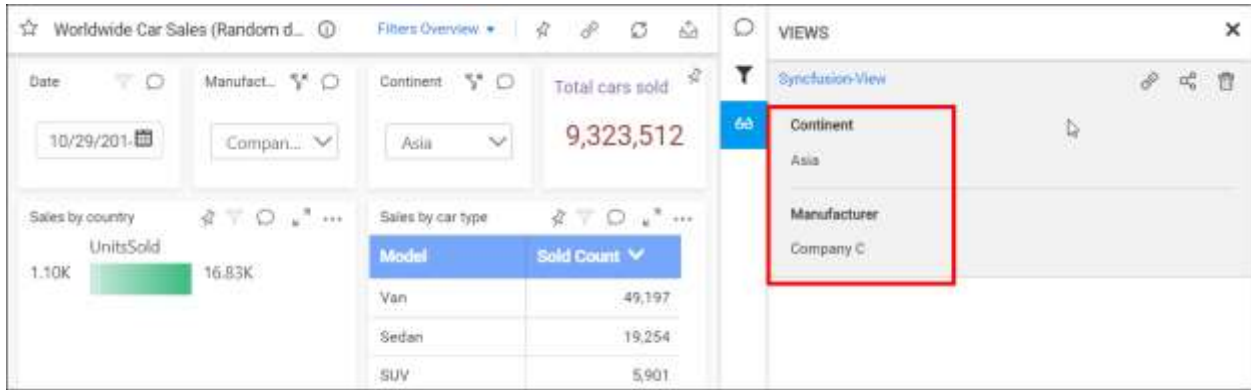 Worldwide Car Sales (Random d...
Filters Overview
VIEWS
Date
Manufact...
Continent
Total cars sold
10/29/201
Compan...
Asia
9,323,512
Syncfusion-View
Continent
Asia
Manufacturer
Company C
Sales by country
UnitsSold
1.10K
16.83K
Sales by car type
Model Sold Count
Van 49,197
Sedan 19,254
SUV 5,901